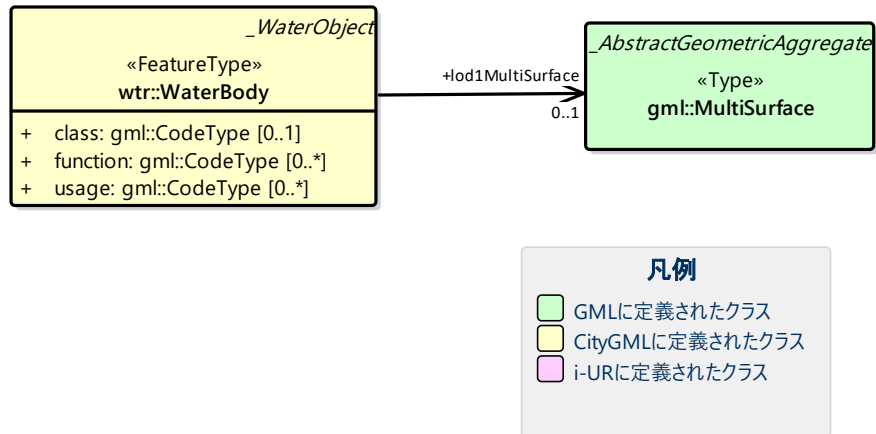 _WaterObject
«FeatureType»
wtr::WaterBody
+ class: gml::CodeType [0..1]
+ function: gml::CodeType [0..*]
+ usage: gml::CodeType [0..*]
+lod1MultiSurface
0..1
_AbstractGeometricAggregate
«Type»
gml::MultiSurface
凡例
GMLに定義されたクラス
CityGMLに定義されたクラス
i-URに定義されたクラス